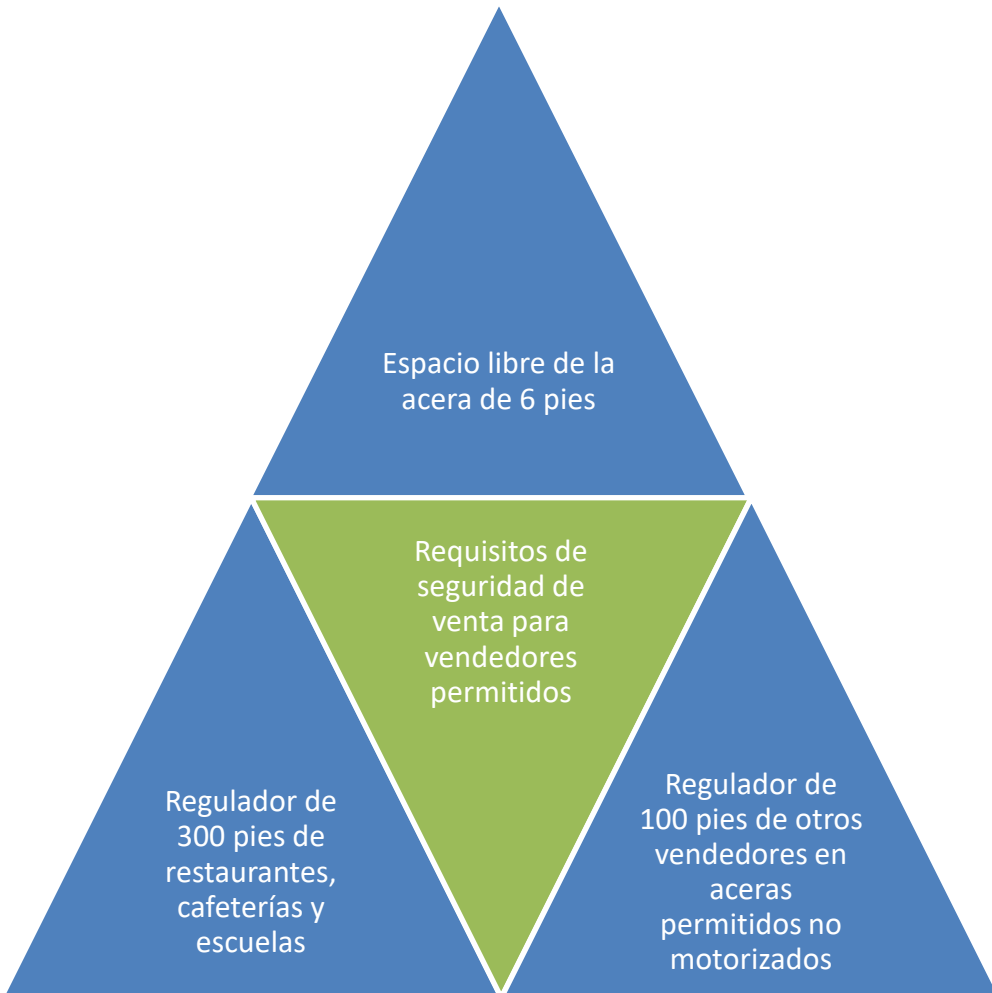 Espacio libre de la
acera de 6 pies
Requisitos de
seguridad de
venta para
vendedores
permitidos
Regulador de
300 pies de
restaurantes,
cafeterías y
escuelas
Regulador de
100 pies de otros
vendedores en
aceras
permitidos no
motorizados